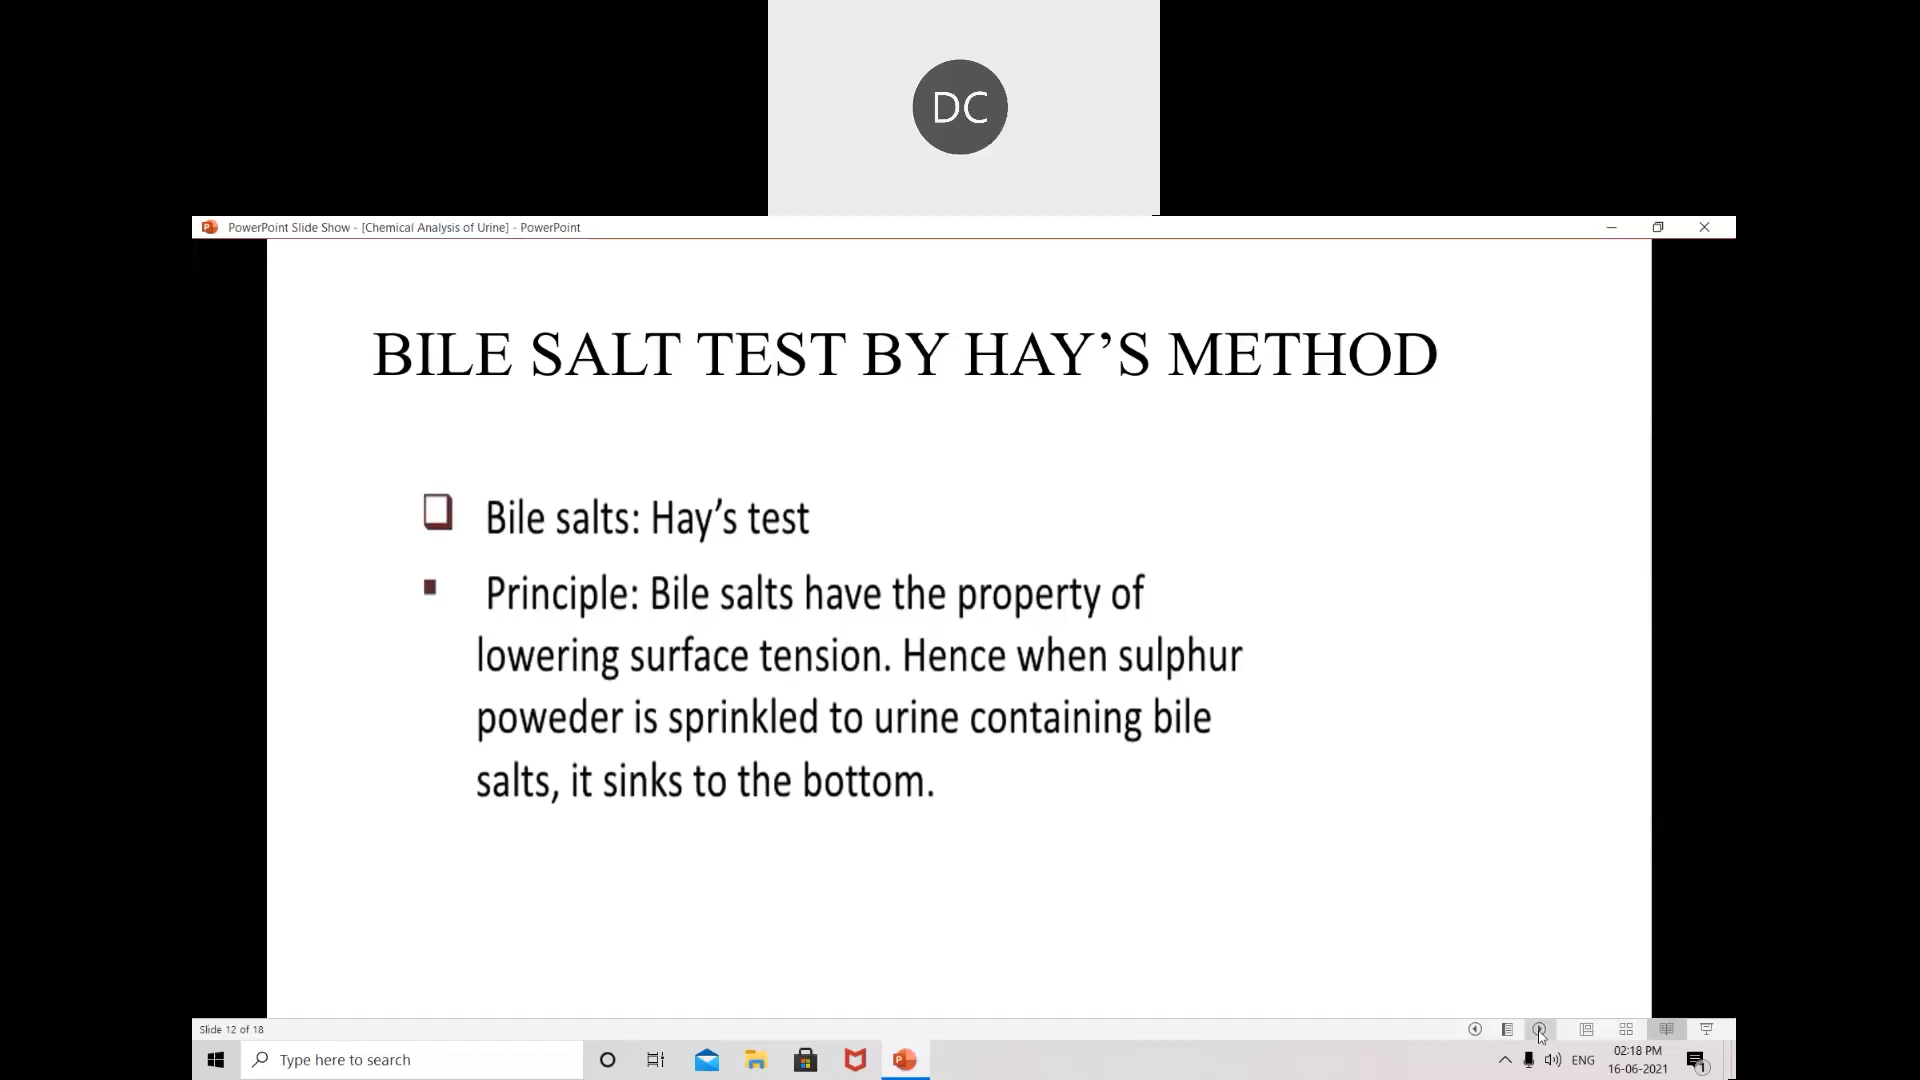 DC
PowerPoint Slide Show - [Chemical Analysis of Urine] - PowerPoint
BILE SALT TEST BY HAY’S METHOD
Bile salts: Hay’s test
Principle: Bile salts have the property of
lowering surface tension. Hence when sulphur
poweder is sprinkled to urine containing bile
salts, it sinks to the bottom.
Slide 12 of 18
Type here to search
ENG
02:18 PM
16-06-2021
1